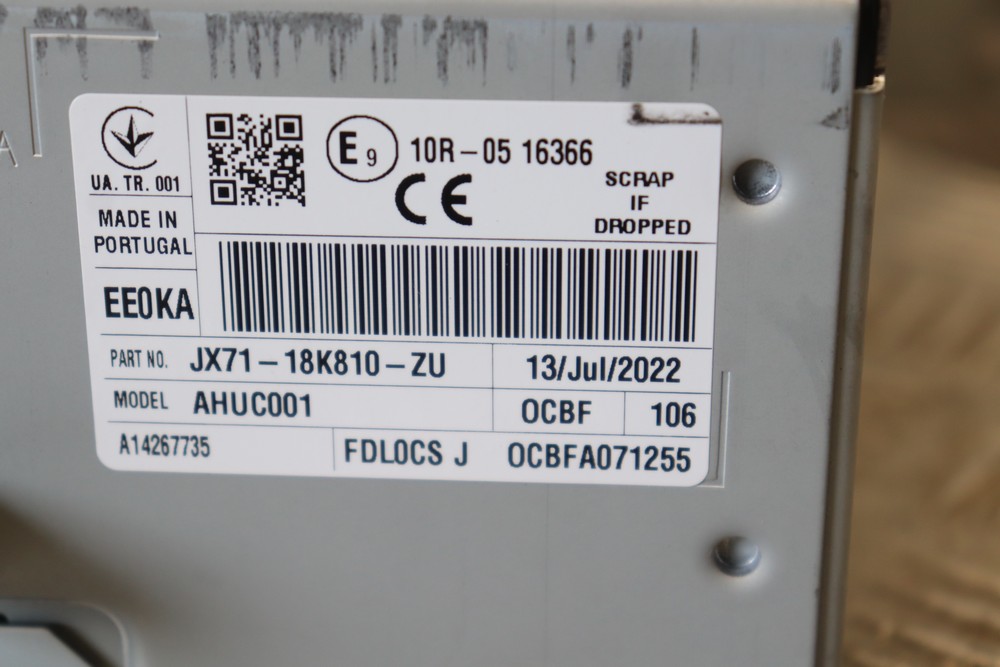 UA. TR. 001
MADE IN
PORTUGAL
EE0KA
E9
10R-05 16366
CE
SCRAP
IF
DROPPED
PART NO. JX71-18K810-ZU
13/Jul/2022
MODEL AHUC001
OCBF
106
A14267735
FDLOCS J
OCBFA071255
A